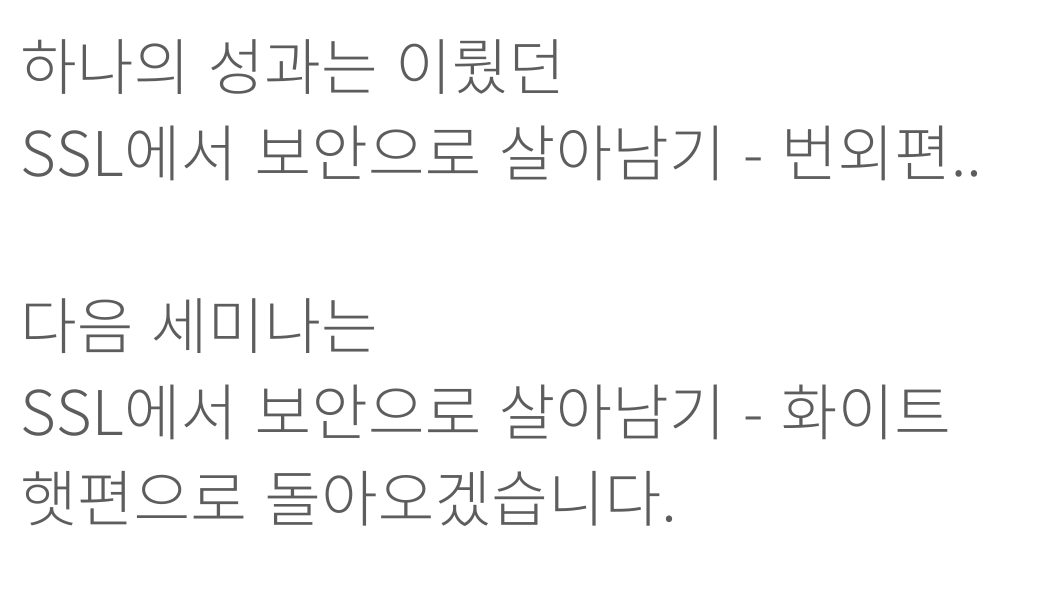 하나의 성과는 이뤘던
SSL에서 보안으로 살아남기 - 번외편..
다음 세미나는
SSL에서 보안으로 살아남기 - 화이트
햇편으로 돌아오겠습니다.